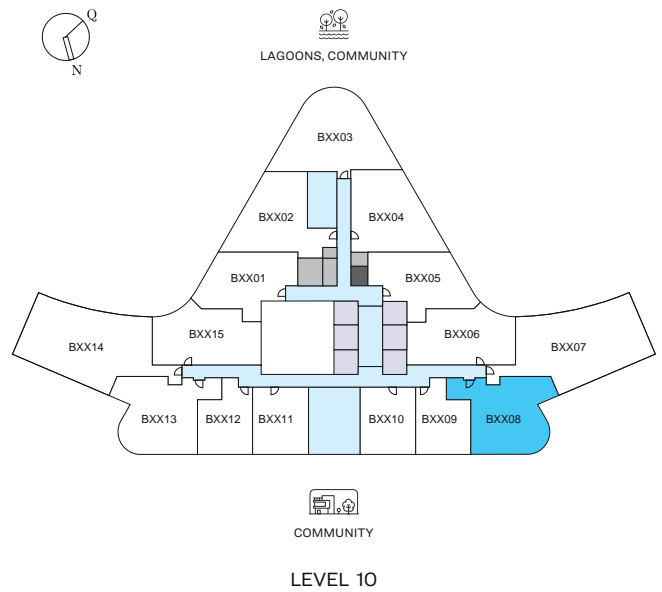 Q
N
LAGOONS, COMMUNITY
BXX03
BXX02
BXX04
BXX01
BXX05
BXX15
BXX06
BXX14
BXX07
BXX13
BXX12
BXX11
BXX10
BXX09
BXX08
COMMUNITY
LEVEL 10